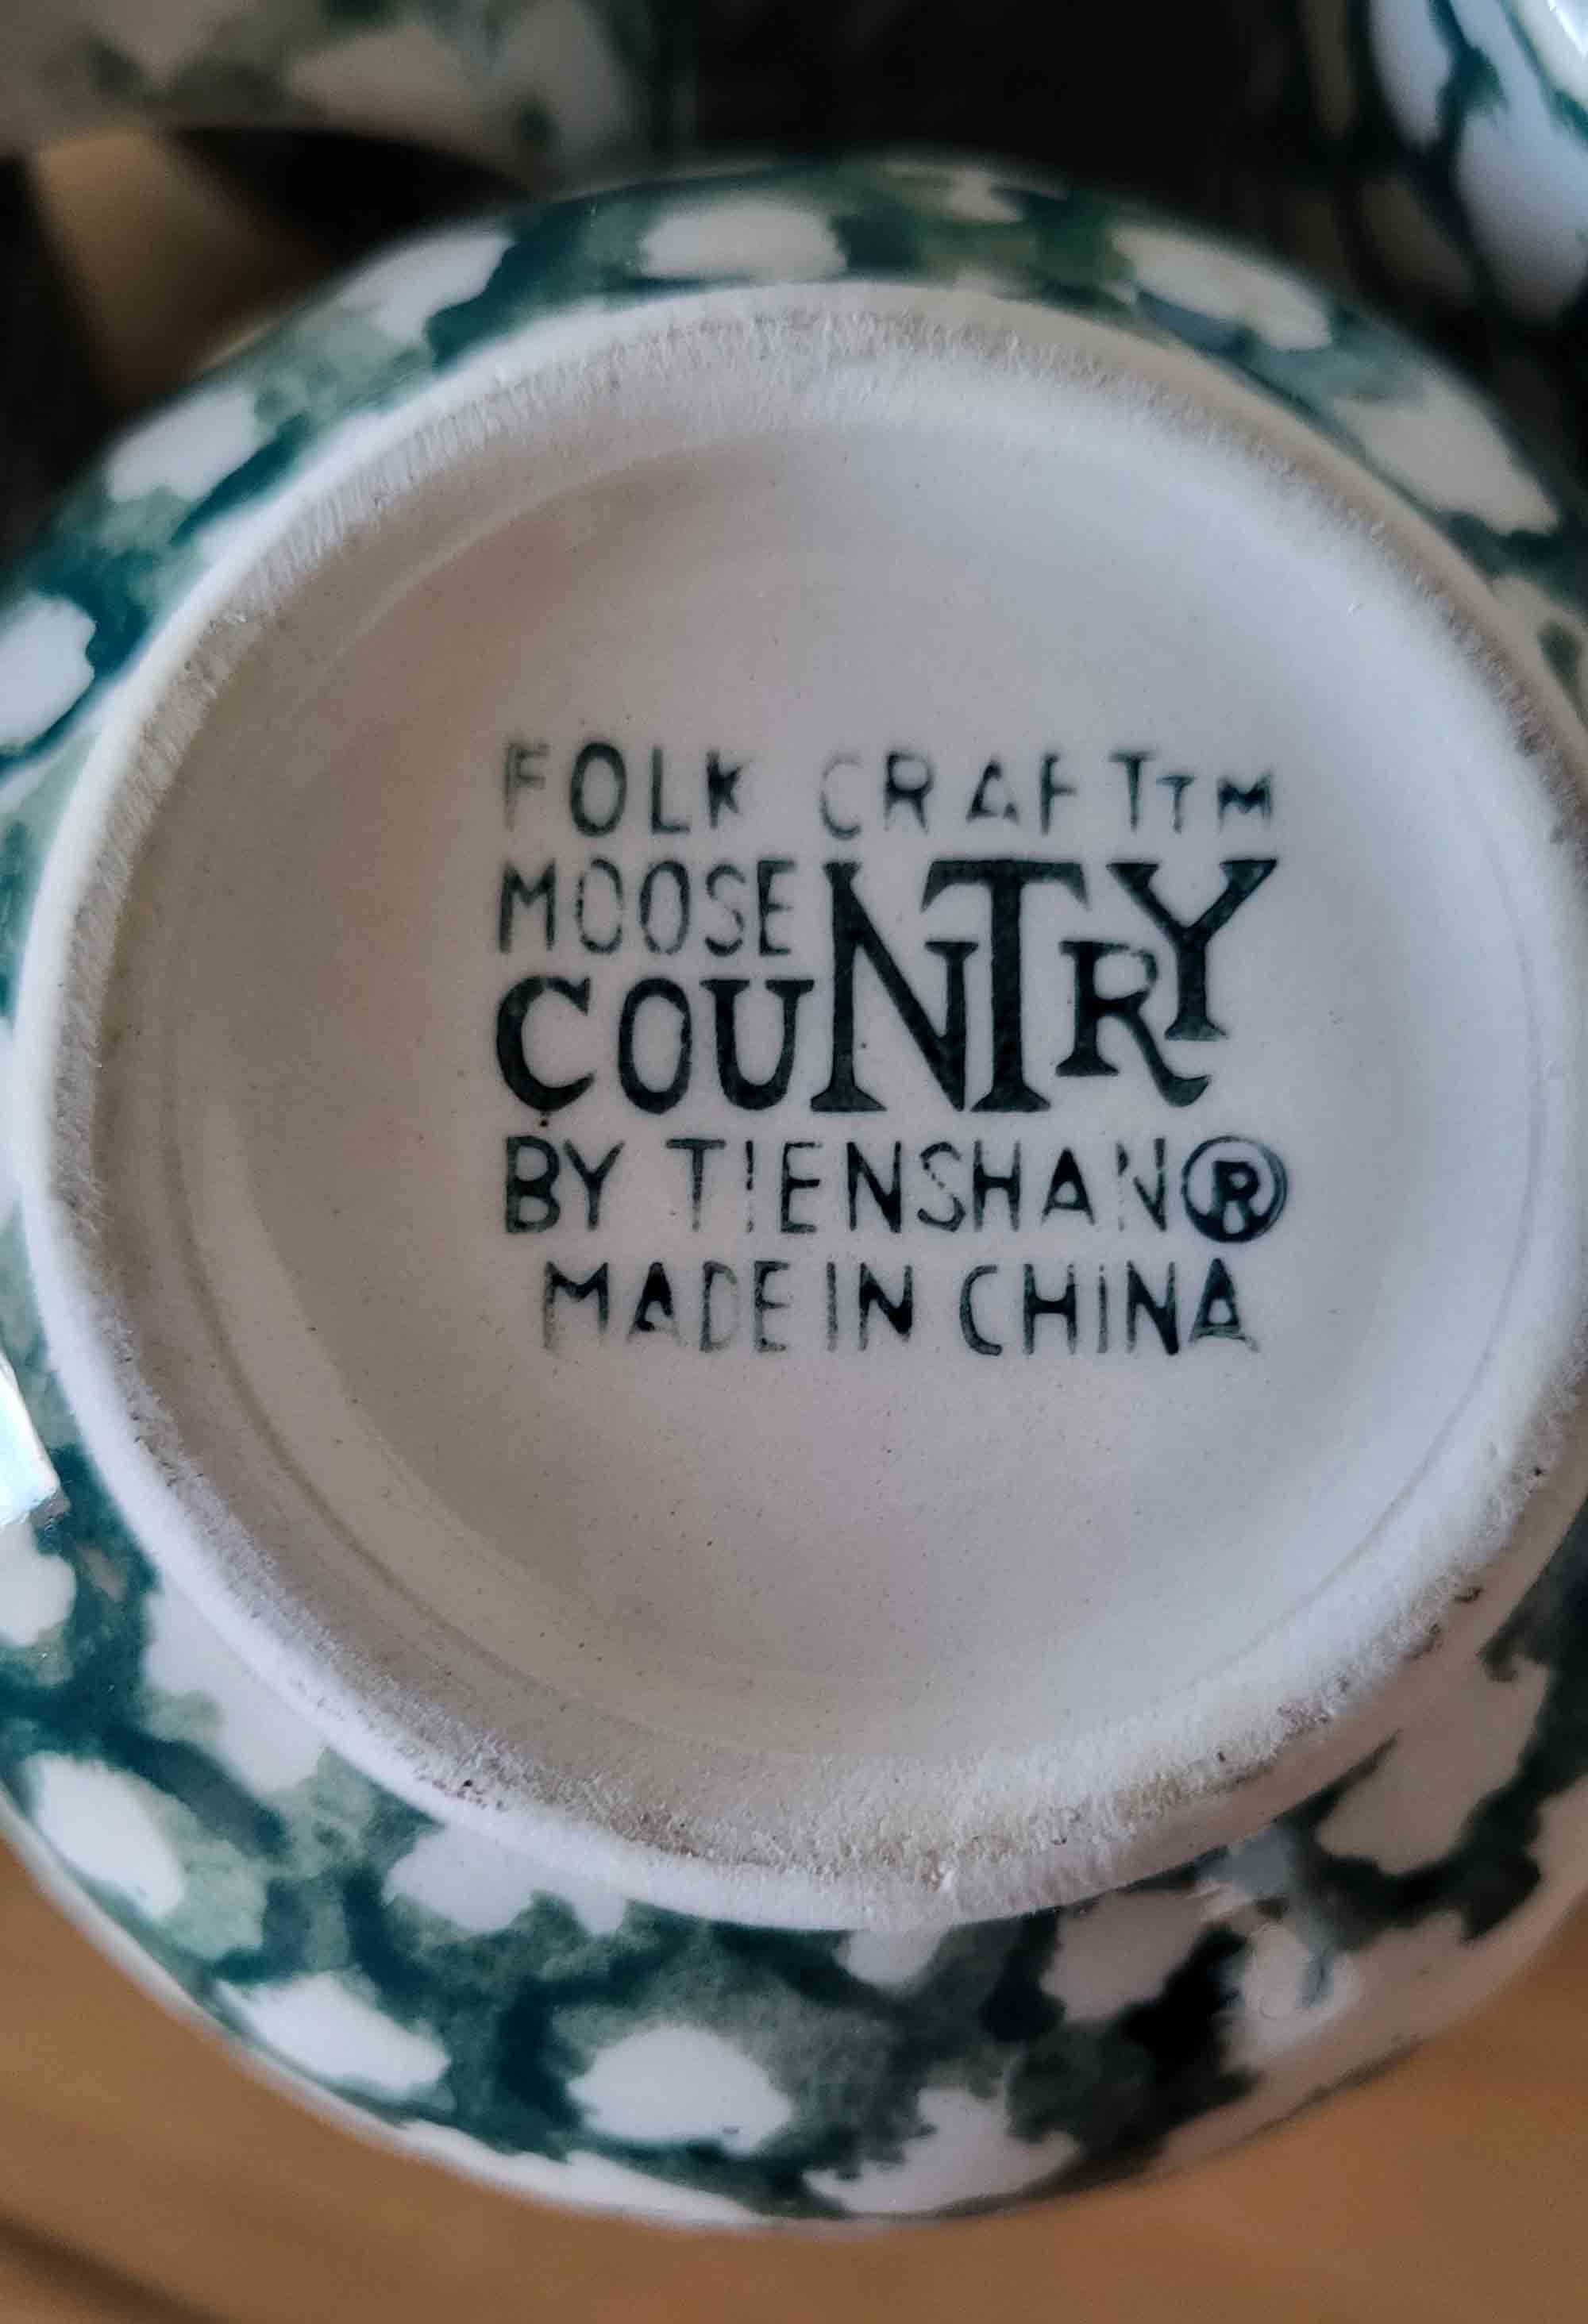 FOLK CRAFT™
MOOSE
COUNTRY
BY TIENSHAN®
MADE IN CHINA